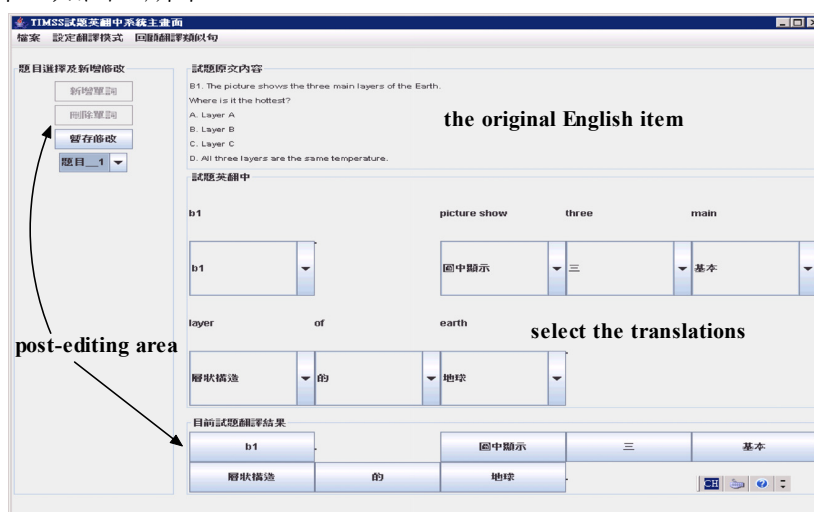 TIMSS試題英翻中系統主畫面
檔案 設定翻譯模式 回顧翻譯類似句
題目選擇及新增修改
新增單詞
刪除單詞
暫存修改
題目__1
試題原文內容
B1. The picture shows the three main layers of the Earth.
Where is it the hottest?
A. Layer A
B. Layer B
C. Layer C
D. All three layers are the same temperature.
the original English item
試題英翻中
b1 picture show three main
b1 . 圖中顯示 三 基本
layer of earth
select the translations
post-editing area
層狀構造 的 地球 .
目前試題翻譯結果
b1 . 圖中顯示 三 基本
層狀構造 的 地球 .
CH